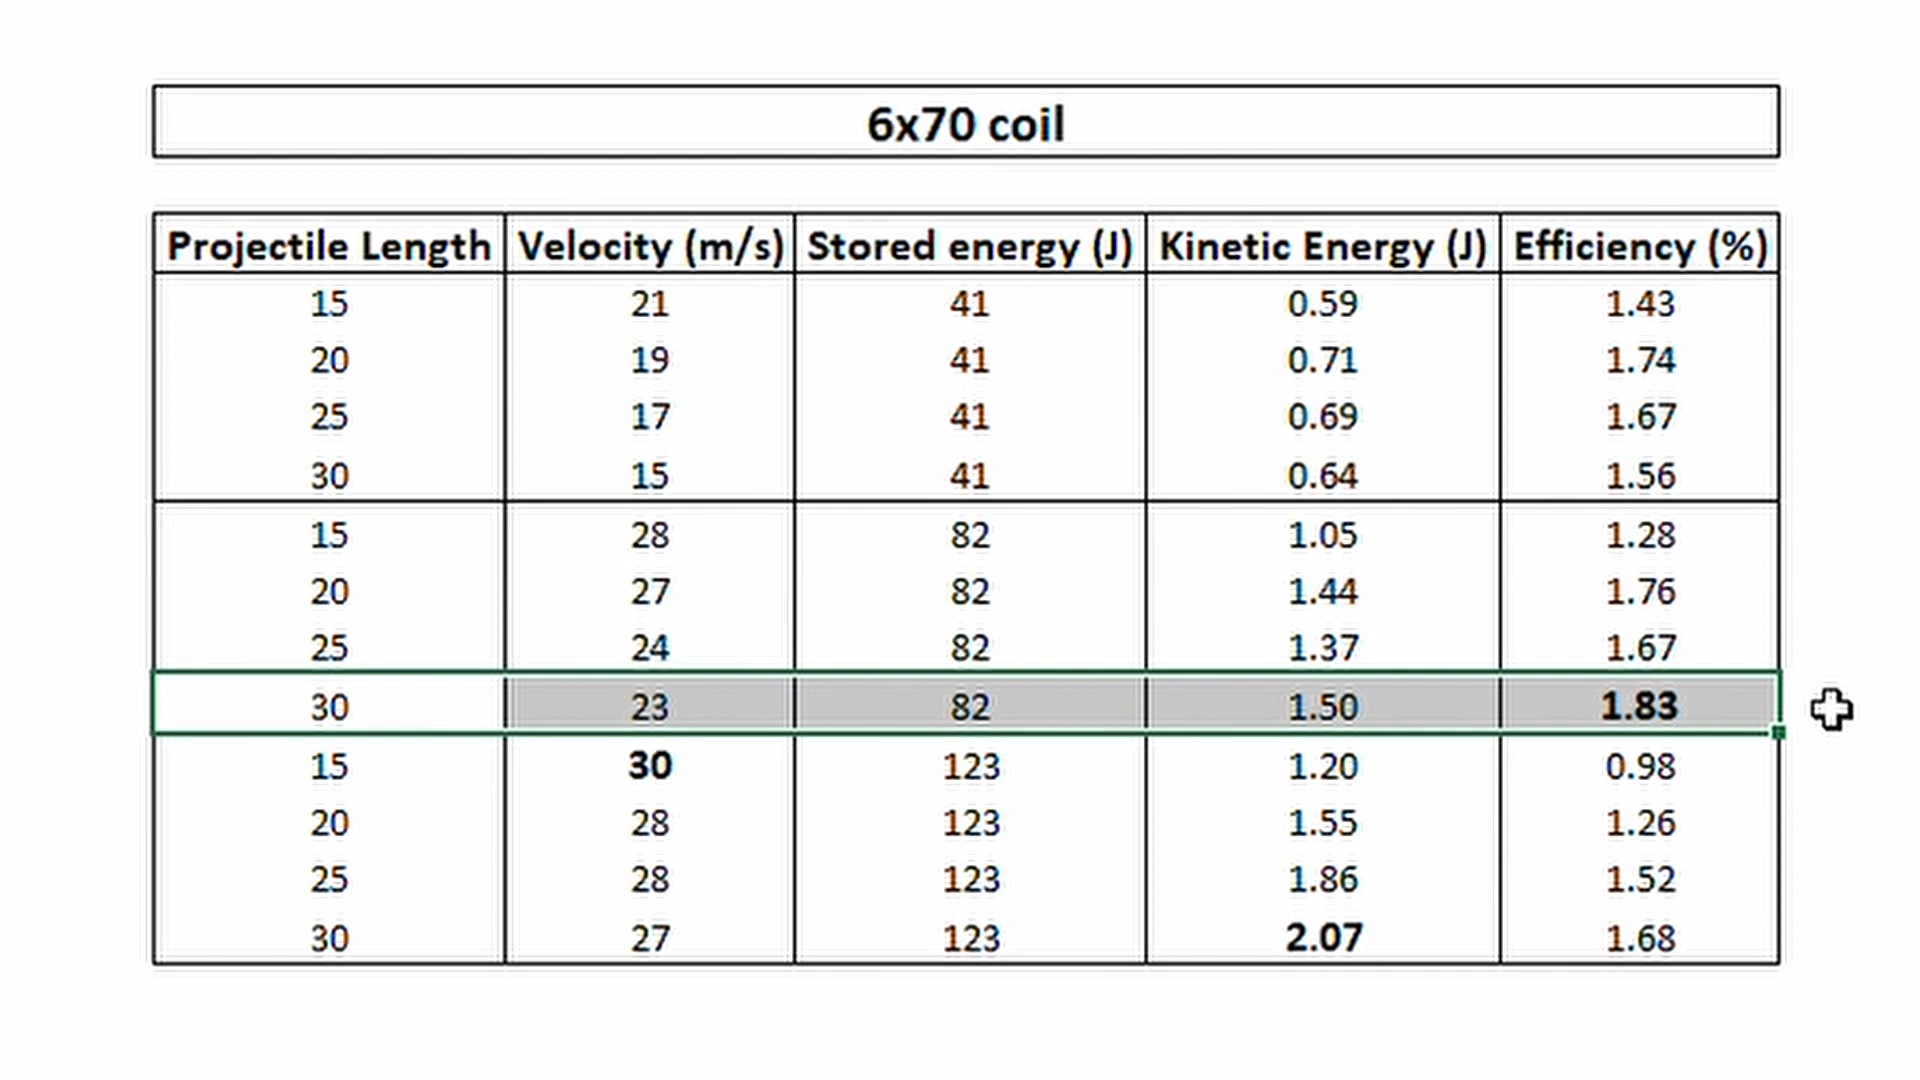 6x70 coil
Projectile Length Velocity (m/s) Stored energy (J) Kinetic Energy (J) Efficiency (%)
15 21 41 0.59 1.43
20 19 41 0.71 1.74
25 17 41 0.69 1.67
30 15 41 0.64 1.56
15 28 82 1.05 1.28
20 27 82 1.44 1.76
25 24 82 1.37 1.67
30 23 82 1.50 1.83
15 30 123 1.20 0.98
20 28 123 1.55 1.26
25 28 123 1.86 1.52
30 27 123 2.07 1.68